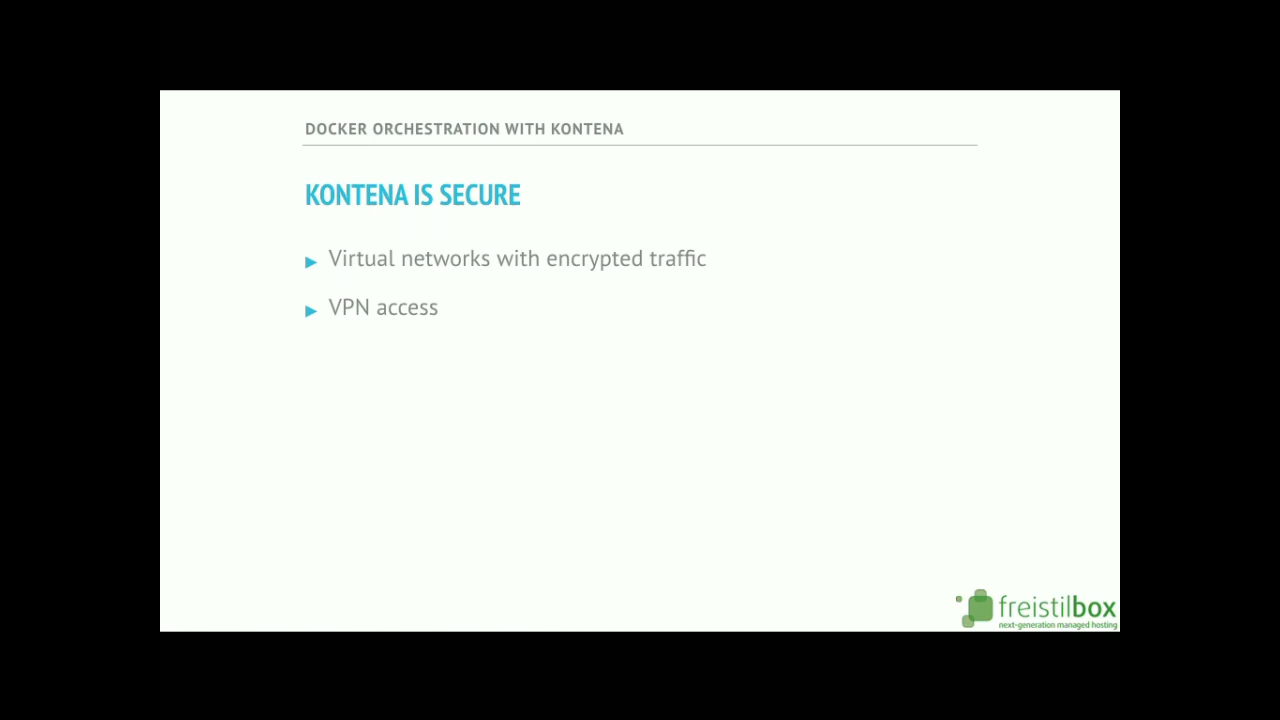 DOCKER ORCHESTRATION WITH KONTENA
KONTENA IS SECURE
▶ Virtual networks with encrypted traffic
▶ VPN access
freistilbox
next-generation managed hosting